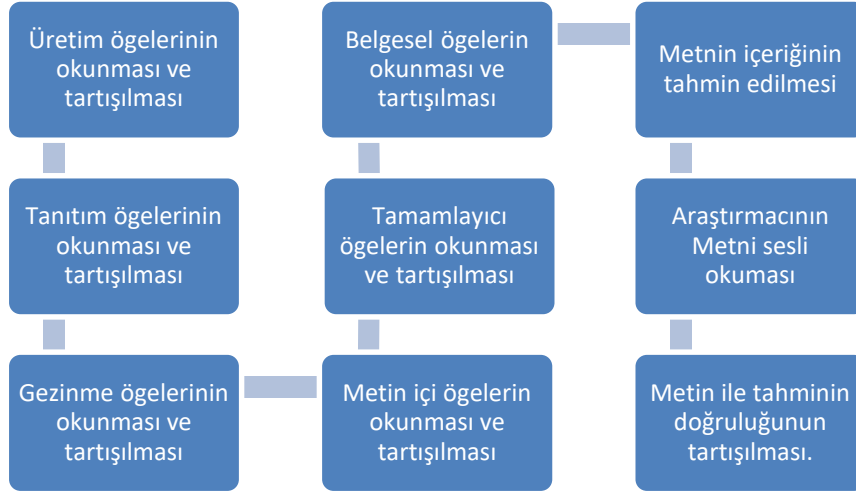 Üretim ögelerinin
okunması ve
tartışılması
Tanıtım ögelerinin
okunması ve
tartışılması
Gezinme ögelerinin
okunması ve
tartışılması
Metin içi ögelerin
okunması ve
tartışılması
Tamamlayıcı
ögelerin okunması
ve tartışılması
Belgesel ögelerin
okunması ve
tartışılması
Metnin içeriğinin
tahmin edilmesi
Araştırmacının
Metni sesli
okuması
Metin ile tahminin
doğruluğunun
tartışılması.